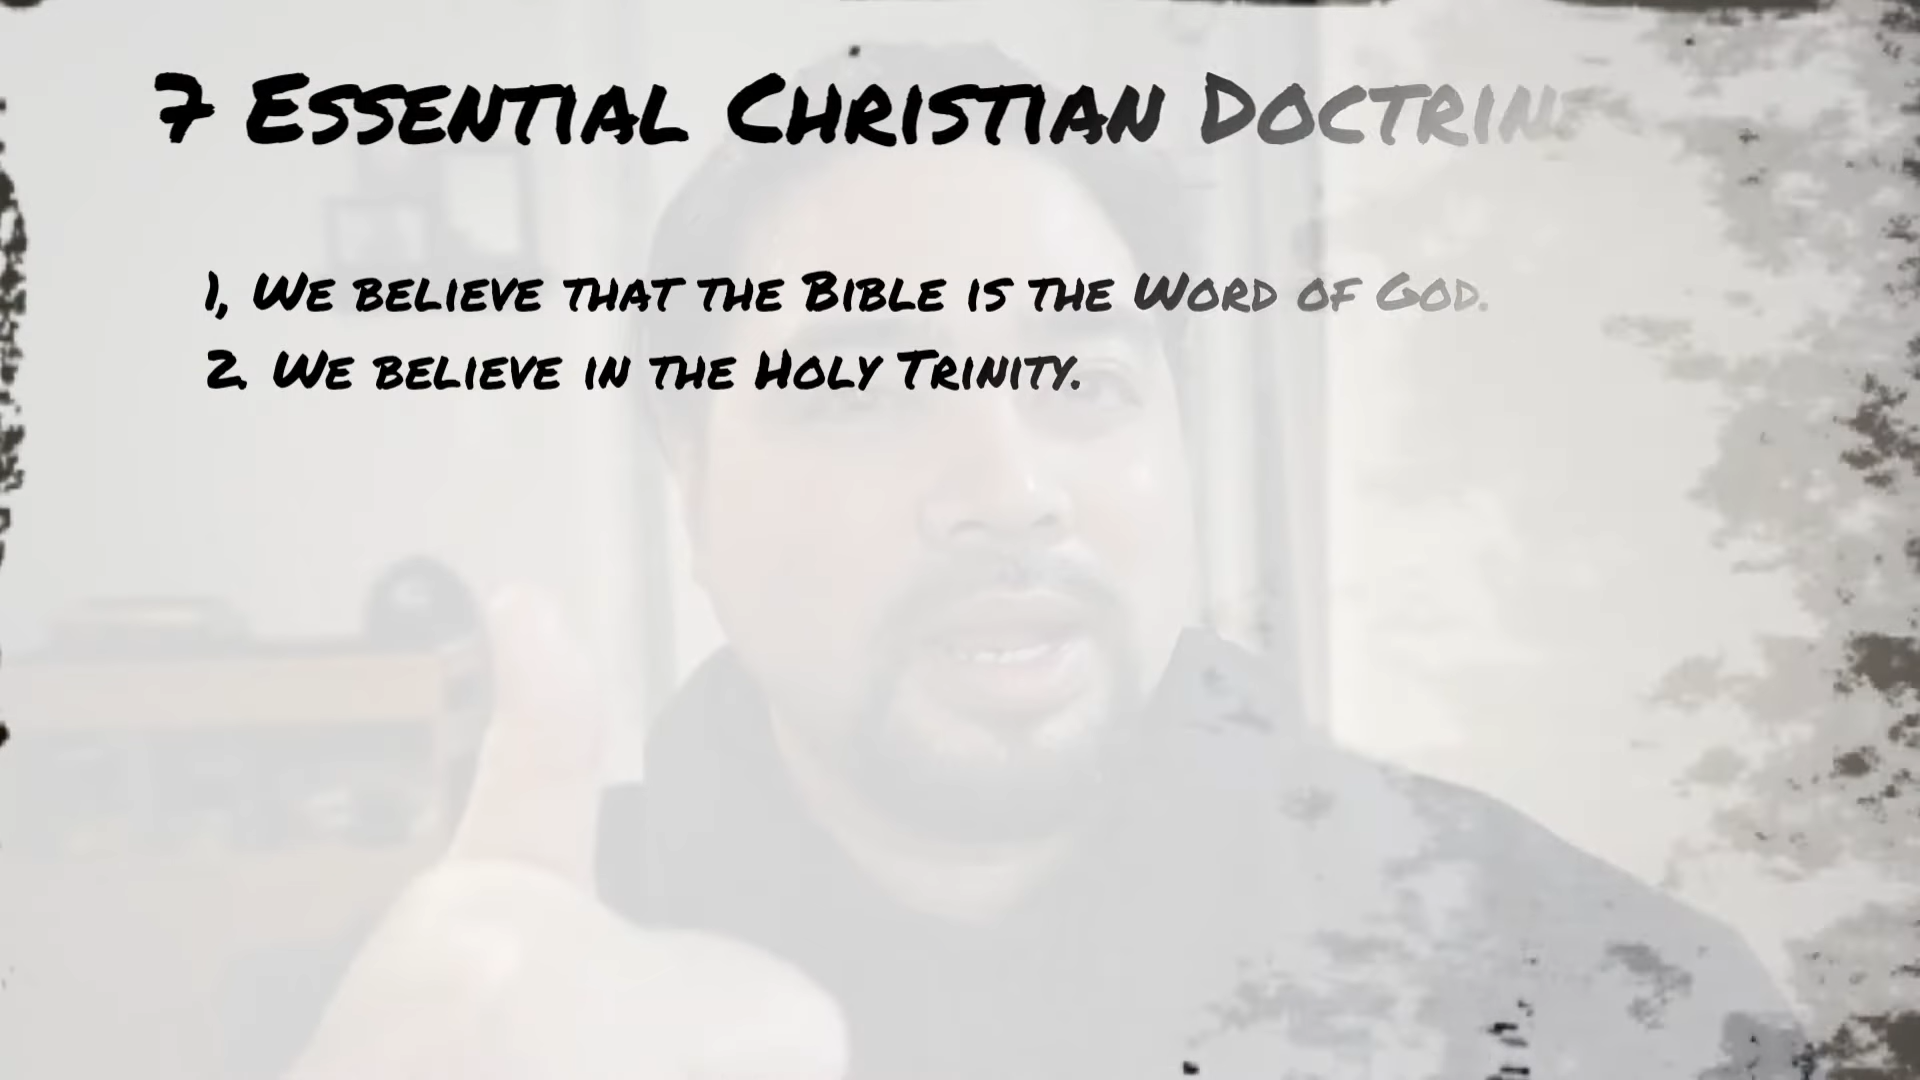 7 Essential Christian Doctrin
1, We believe that the Bible is the Word of God.
2. We believe in the Holy Trinity.